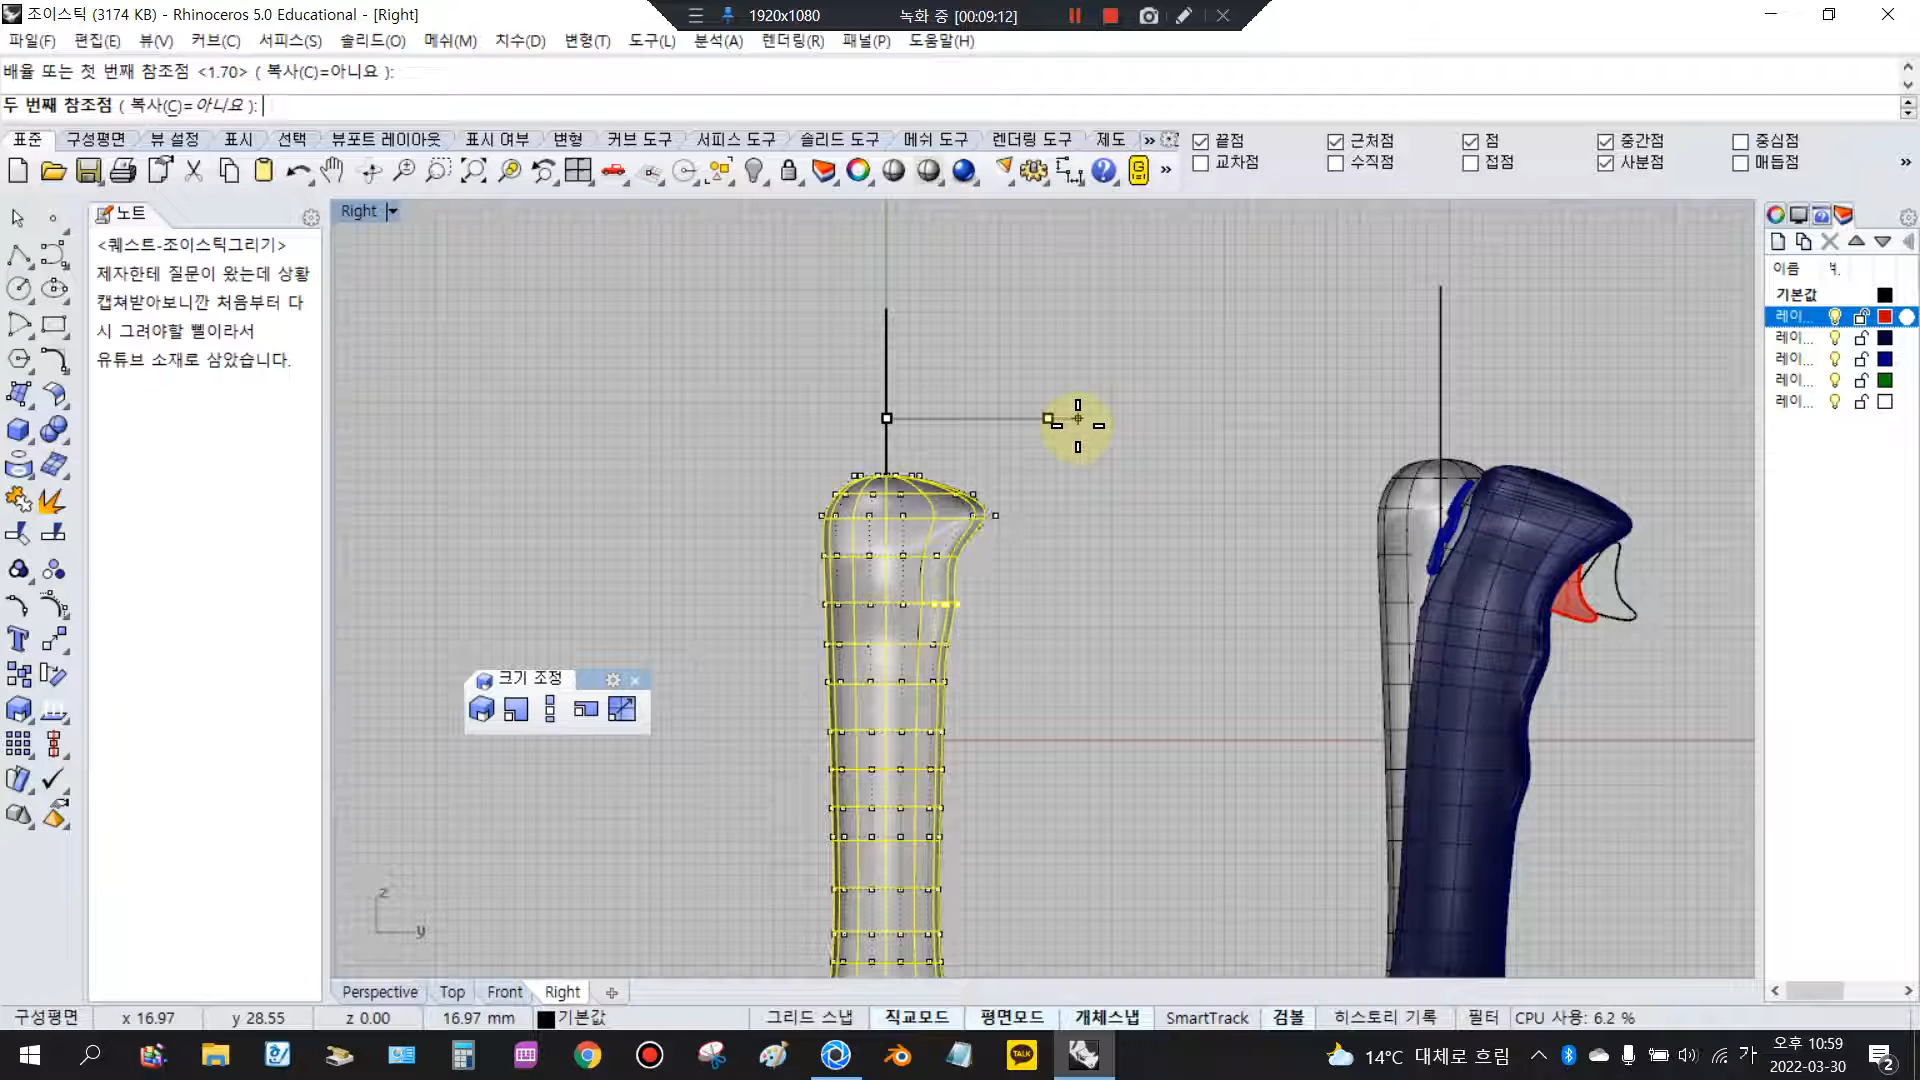 조이스틱 (3174 KB) - Rhinoceros 5.0 Educational - [Right]
1920x1080
녹화 중 [00:09:12]
파일(F) 편집(E) 뷰(V) 커브(C) 서피스(S) 솔리드(O) 메쉬(M) 치수(D) 변형(T) 도구(L) 분석(A) 렌더링(R) 패널(P) 도움말(H)
배율 또는 첫 번째 참조점 <1.70> ( 복사(C)=아니요 ):
두 번째 참조점 ( 복사(C)=아니요 ):
표준 구성평면 뷰 설정 표시 선택 뷰포트 레이아웃 표시 여부 변형 커브 도구 서피스 도구 솔리드 도구 메쉬 도구 렌더링 도구 제도 »
끝점 근처점 점 중간점 중심점
교차점 수직점 접점 사분점 매듭점
노트
<퀘스트-조이스틱그리기>
제자한테 질문이 왔는데 상황
캡쳐받아보니깐 처음부터 다
시 그려야할 삘이라서
유튜브 소재로 삼았습니다.
Right
크기 조정
z
y
이름
기본값
레이...
레이...
레이...
레이...
레이...
Perspective Top Front Right
구성평면 x 16.97 y 28.55 z 0.00 16.97 mm 기본값 그리드 스냅 직교모드 평면모드 개체스냅 SmartTrack 검볼 히스토리 기록 필터 CPU 사용: 6.2 %
TALK
14°C 대체로 흐림
가
오후 10:59
2022-03-30
2